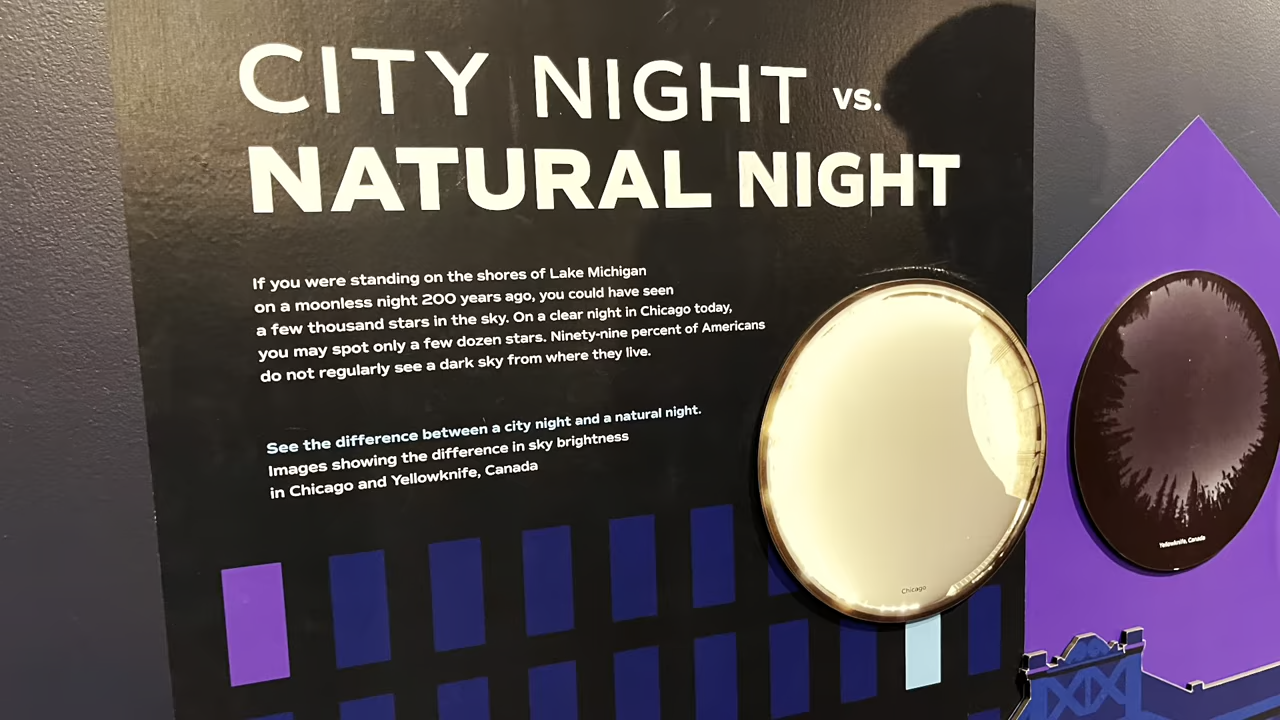 CITY NIGHT vs.
NATURAL NIGHT
If you were standing on the shores of Lake Michigan
on a moonless night 200 years ago, you could have seen
a few thousand stars in the sky. On a clear night in Chicago today,
you may spot only a few dozen stars. Ninety-nine percent of Americans
do not regularly see a dark sky from where they live.
See the difference between a city night and a natural night.
Images showing the difference in sky brightness
in Chicago and Yellowknife, Canada
Chicago
Yellowknife, Canada